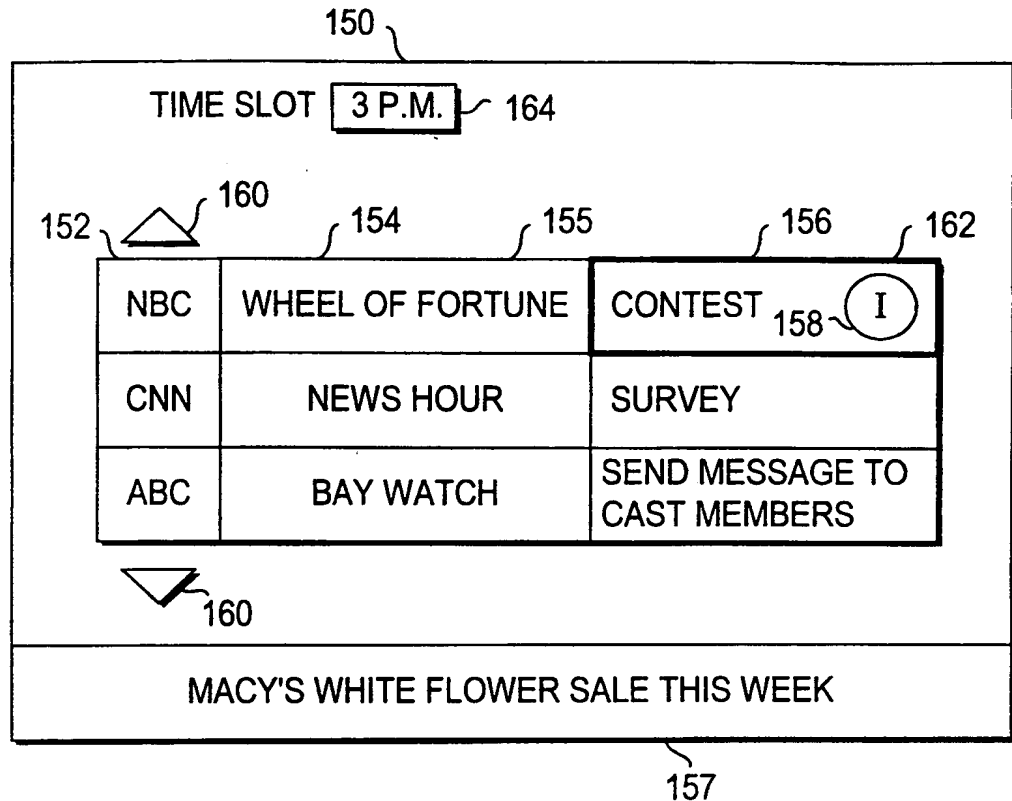 150
TIME SLOT 3 P.M. 164
160
152 154 155 156 162
NBC WHEEL OF FORTUNE CONTEST 158 I
CNN NEWS HOUR SURVEY
ABC BAY WATCH SEND MESSAGE TO
CAST MEMBERS
160
MACY'S WHITE FLOWER SALE THIS WEEK
157